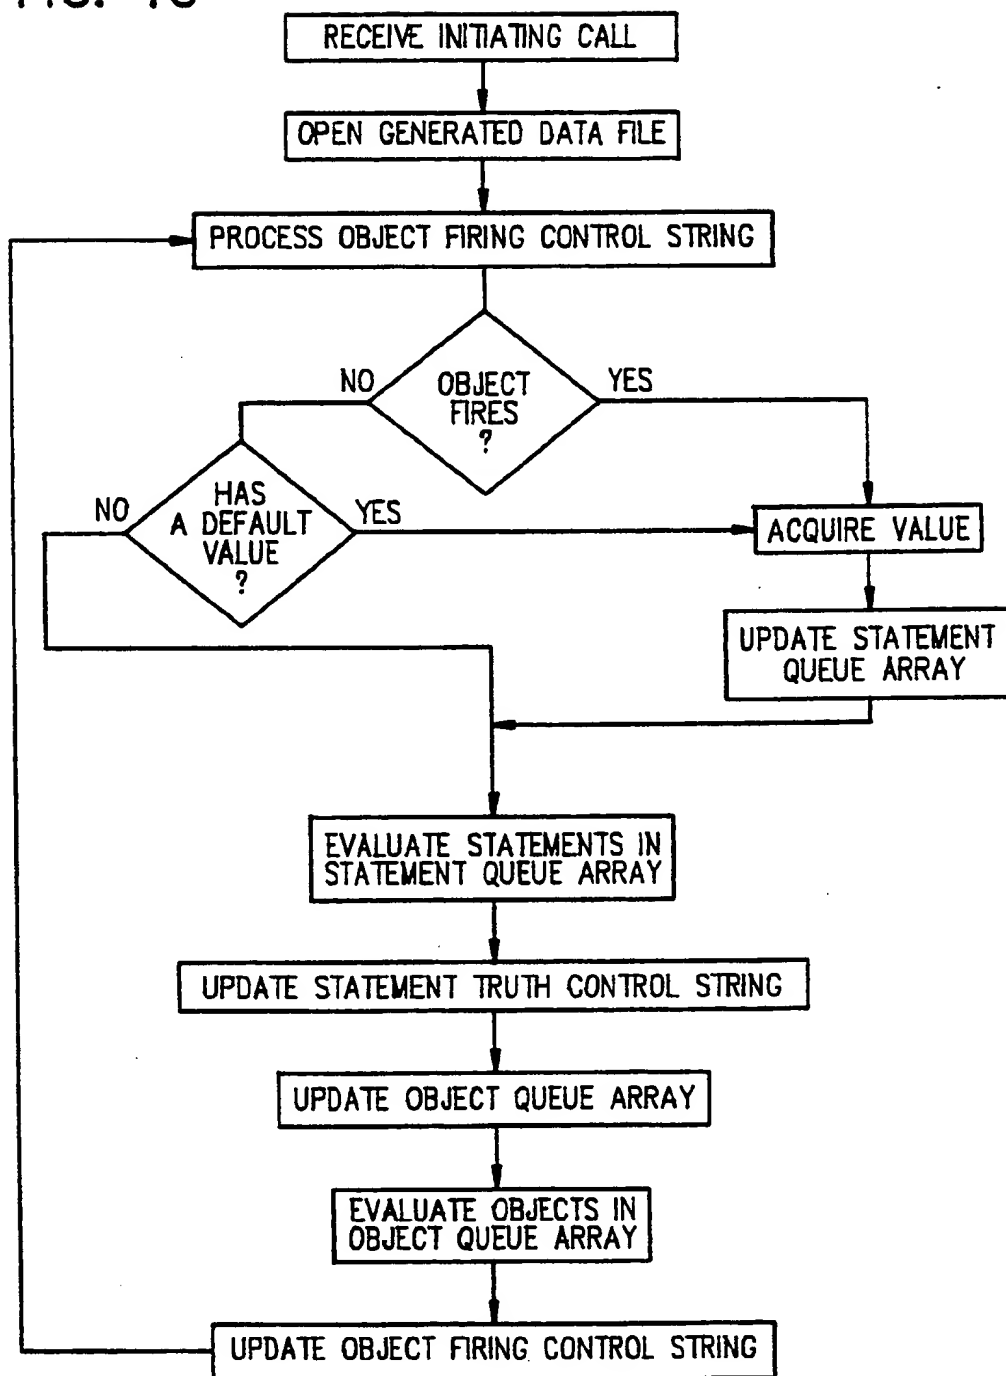 RECEIVE INITIATING CALL
OPEN GENERATED DATA FILE
PROCESS OBJECT FIRING CONTROL STRING
NO
OBJECT
FIRES
?
YES
NO
HAS
A DEFAULT
VALUE
?
YES
ACQUIRE VALUE
UPDATE STATEMENT
QUEUE ARRAY
EVALUATE STATEMENTS IN
STATEMENT QUEUE ARRAY
UPDATE STATEMENT TRUTH CONTROL STRING
UPDATE OBJECT QUEUE ARRAY
EVALUATE OBJECTS IN
OBJECT QUEUE ARRAY
UPDATE OBJECT FIRING CONTROL STRING